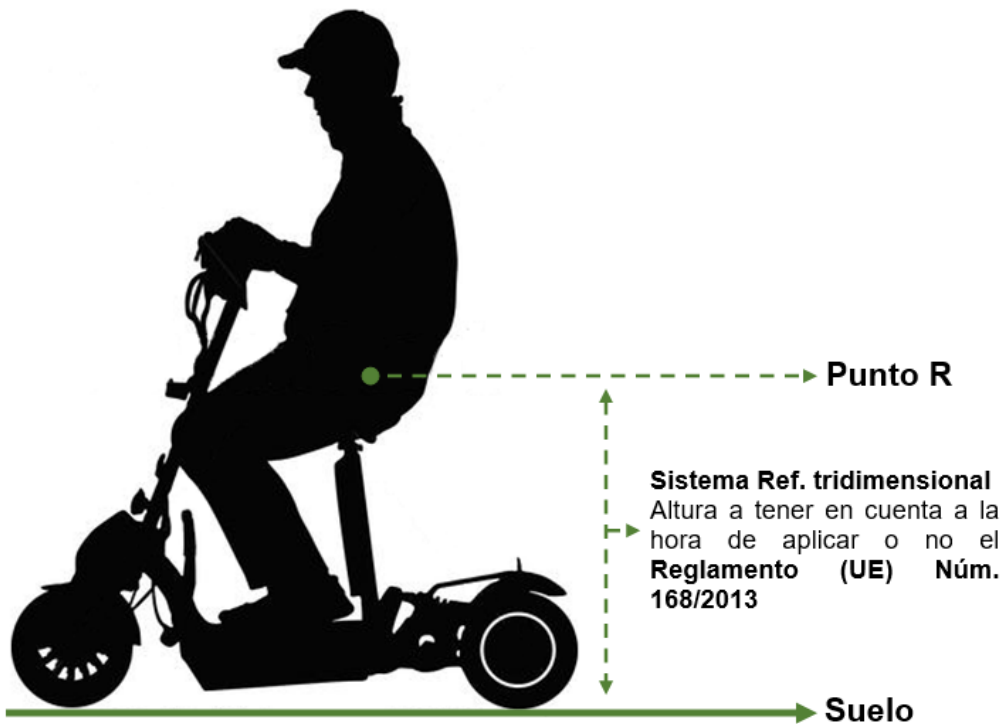 Punto R
Sistema Ref. tridimensional
Altura a tener en cuenta a la
hora de aplicar o no el
Reglamento (UE) Núm.
168/2013
Suelo